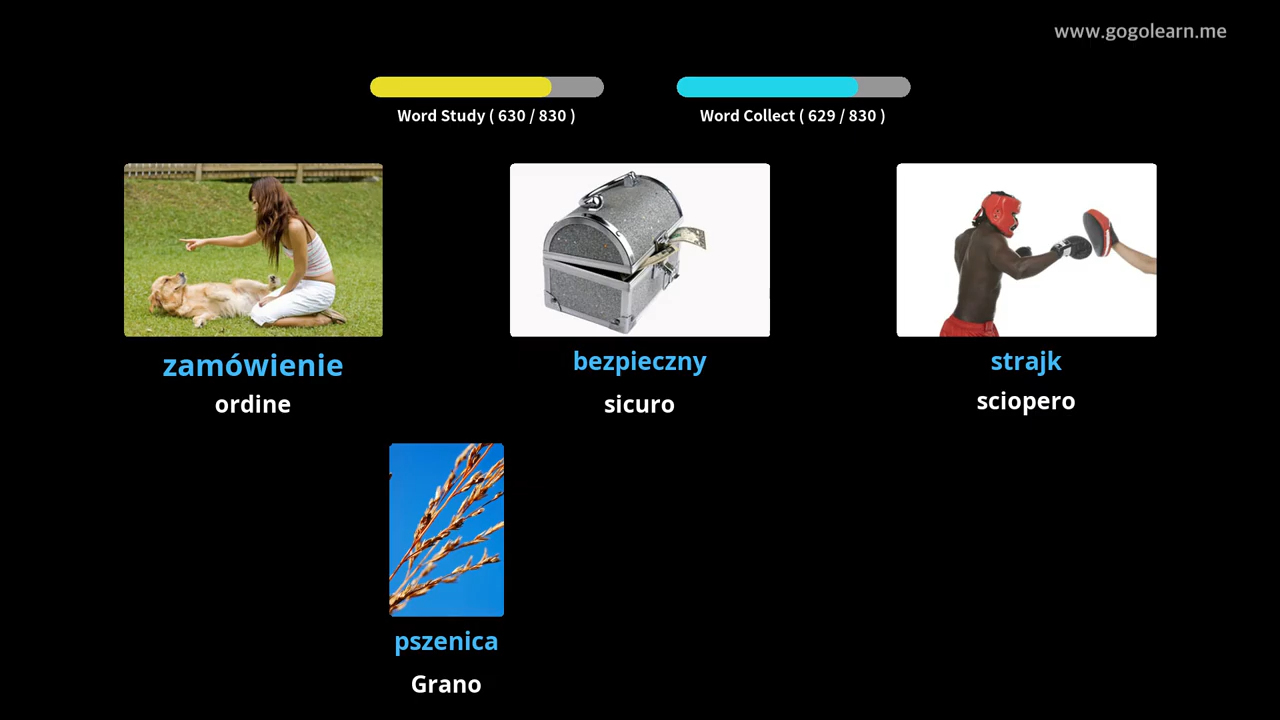 www.gogolearn.me
Word Study ( 630 / 830 )
Word Collect ( 629 / 830 )
zamówienie
ordine
bezpieczny
sicuro
strajk
sciopero
pszenica
Grano